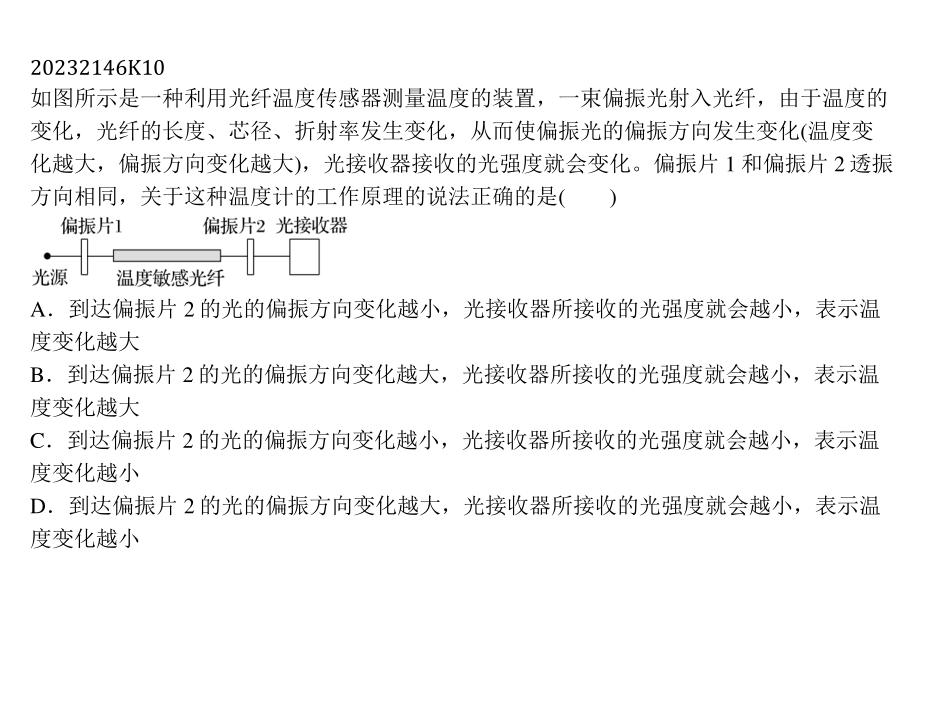 20232146K10
如图所示是一种利用光纤温度传感器测量温度的装置，一束偏振光射入光纤，由于温度的
变化，光纤的长度、芯径、折射率发生变化，从而使偏振光的偏振方向发生变化(温度变
化越大，偏振方向变化越大)，光接收器接收的光强度就会变化。偏振片 1 和偏振片 2 透振
方向相同，关于这种温度计的工作原理的说法正确的是(　　)
偏振片1 偏振片2 光接收器
光源 温度敏感光纤
A．到达偏振片 2 的光的偏振方向变化越小，光接收器所接收的光强度就会越小，表示温
度变化越大
B．到达偏振片 2 的光的偏振方向变化越大，光接收器所接收的光强度就会越小，表示温
度变化越大
C．到达偏振片 2 的光的偏振方向变化越小，光接收器所接收的光强度就会越小，表示温
度变化越小
D．到达偏振片 2 的光的偏振方向变化越大，光接收器所接收的光强度就会越小，表示温
度变化越小